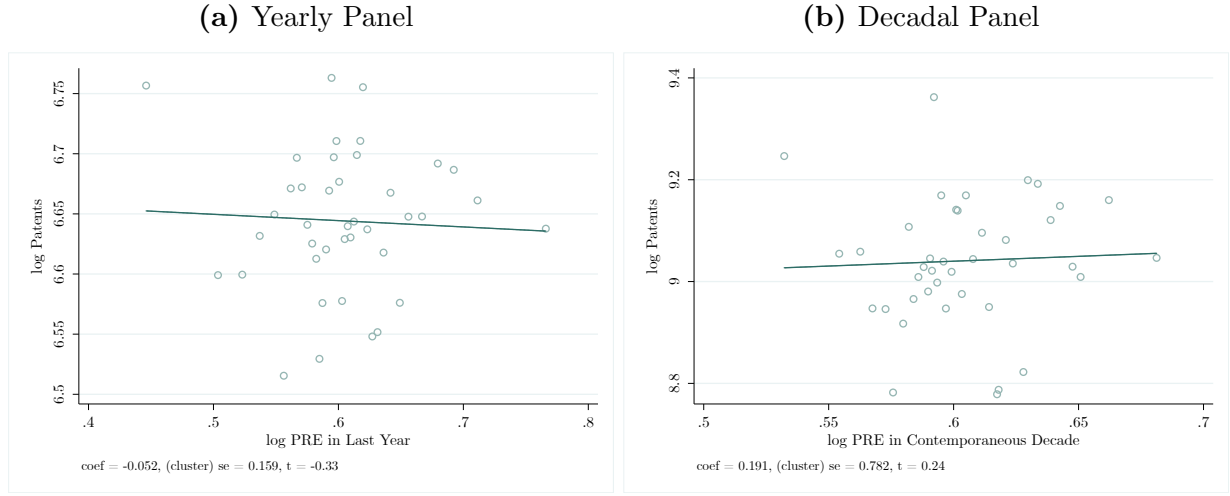 (a) Yearly Panel
6.75
6.7
6.65
6.6
6.55
6.5
log Patents
.4 .5 .6 .7 .8
log PRE in Last Year
coef = -0.052, (cluster) se = 0.159, t = -0.33
(b) Decadal Panel
9.4
9.2
9
8.8
log Patents
.5 .55 .6 .65 .7
log PRE in Contemporaneous Decade
coef = 0.191, (cluster) se = 0.782, t = 0.24